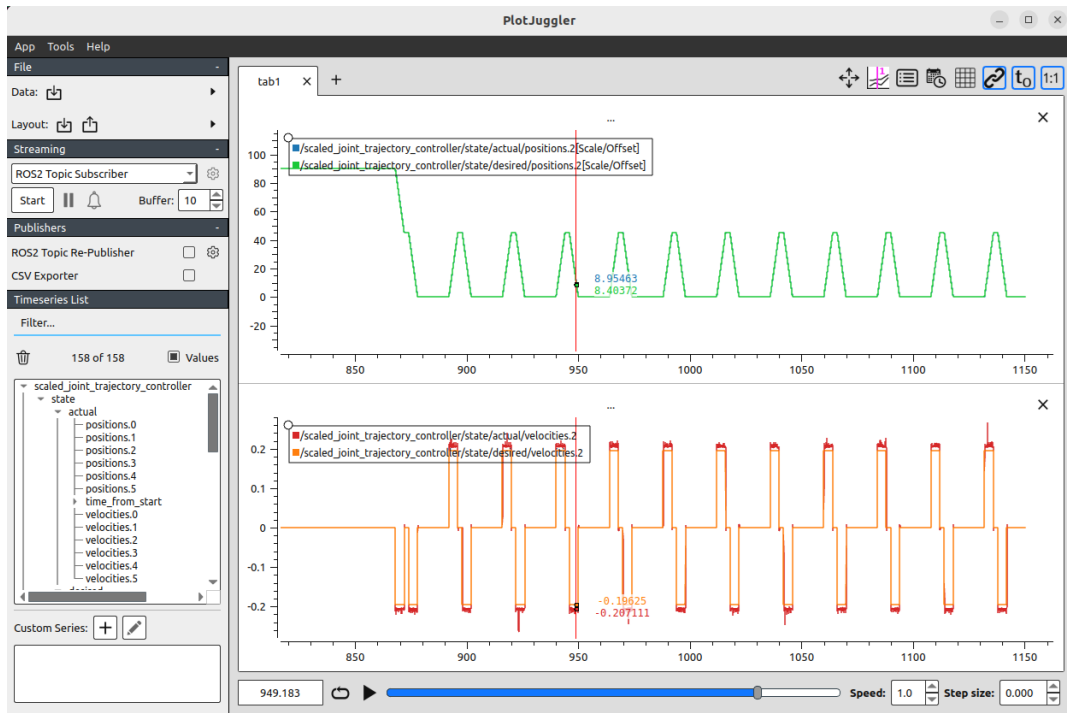 PlotJuggler
App Tools Help
File -
Data:
Layout:
Streaming -
ROS2 Topic Subscriber
Start Buffer: 10
Publishers -
ROS2 Topic Re-Publisher
CSV Exporter
Timeseries List
Filter...
158 of 158 Values
scaled_joint_trajectory_controller
state
actual
positions.0
positions.1
positions.2
positions.3
positions.4
positions.5
time_from_start
velocities.0
velocities.1
velocities.2
velocities.3
velocities.4
velocities.5
Custom Series:
tab1 X +
t0 1:1
...
/scaled_joint_trajectory_controller/state/actual/positions.2[Scale/Offset]
/scaled_joint_trajectory_controller/state/desired/positions.2[Scale/Offset]
100
80
60
40
20
0
-20
8.95463
8.40372
850 900 950 1000 1050 1100 1150
...
/scaled_joint_trajectory_controller/state/actual/velocities.2
/scaled_joint_trajectory_controller/state/desired/velocities.2
0.2
0.1
0
-0.1
-0.2
-0.19625
-0.207111
850 900 950 1000 1050 1100 1150
949.183 Speed: 1.0 Step size: 0.000